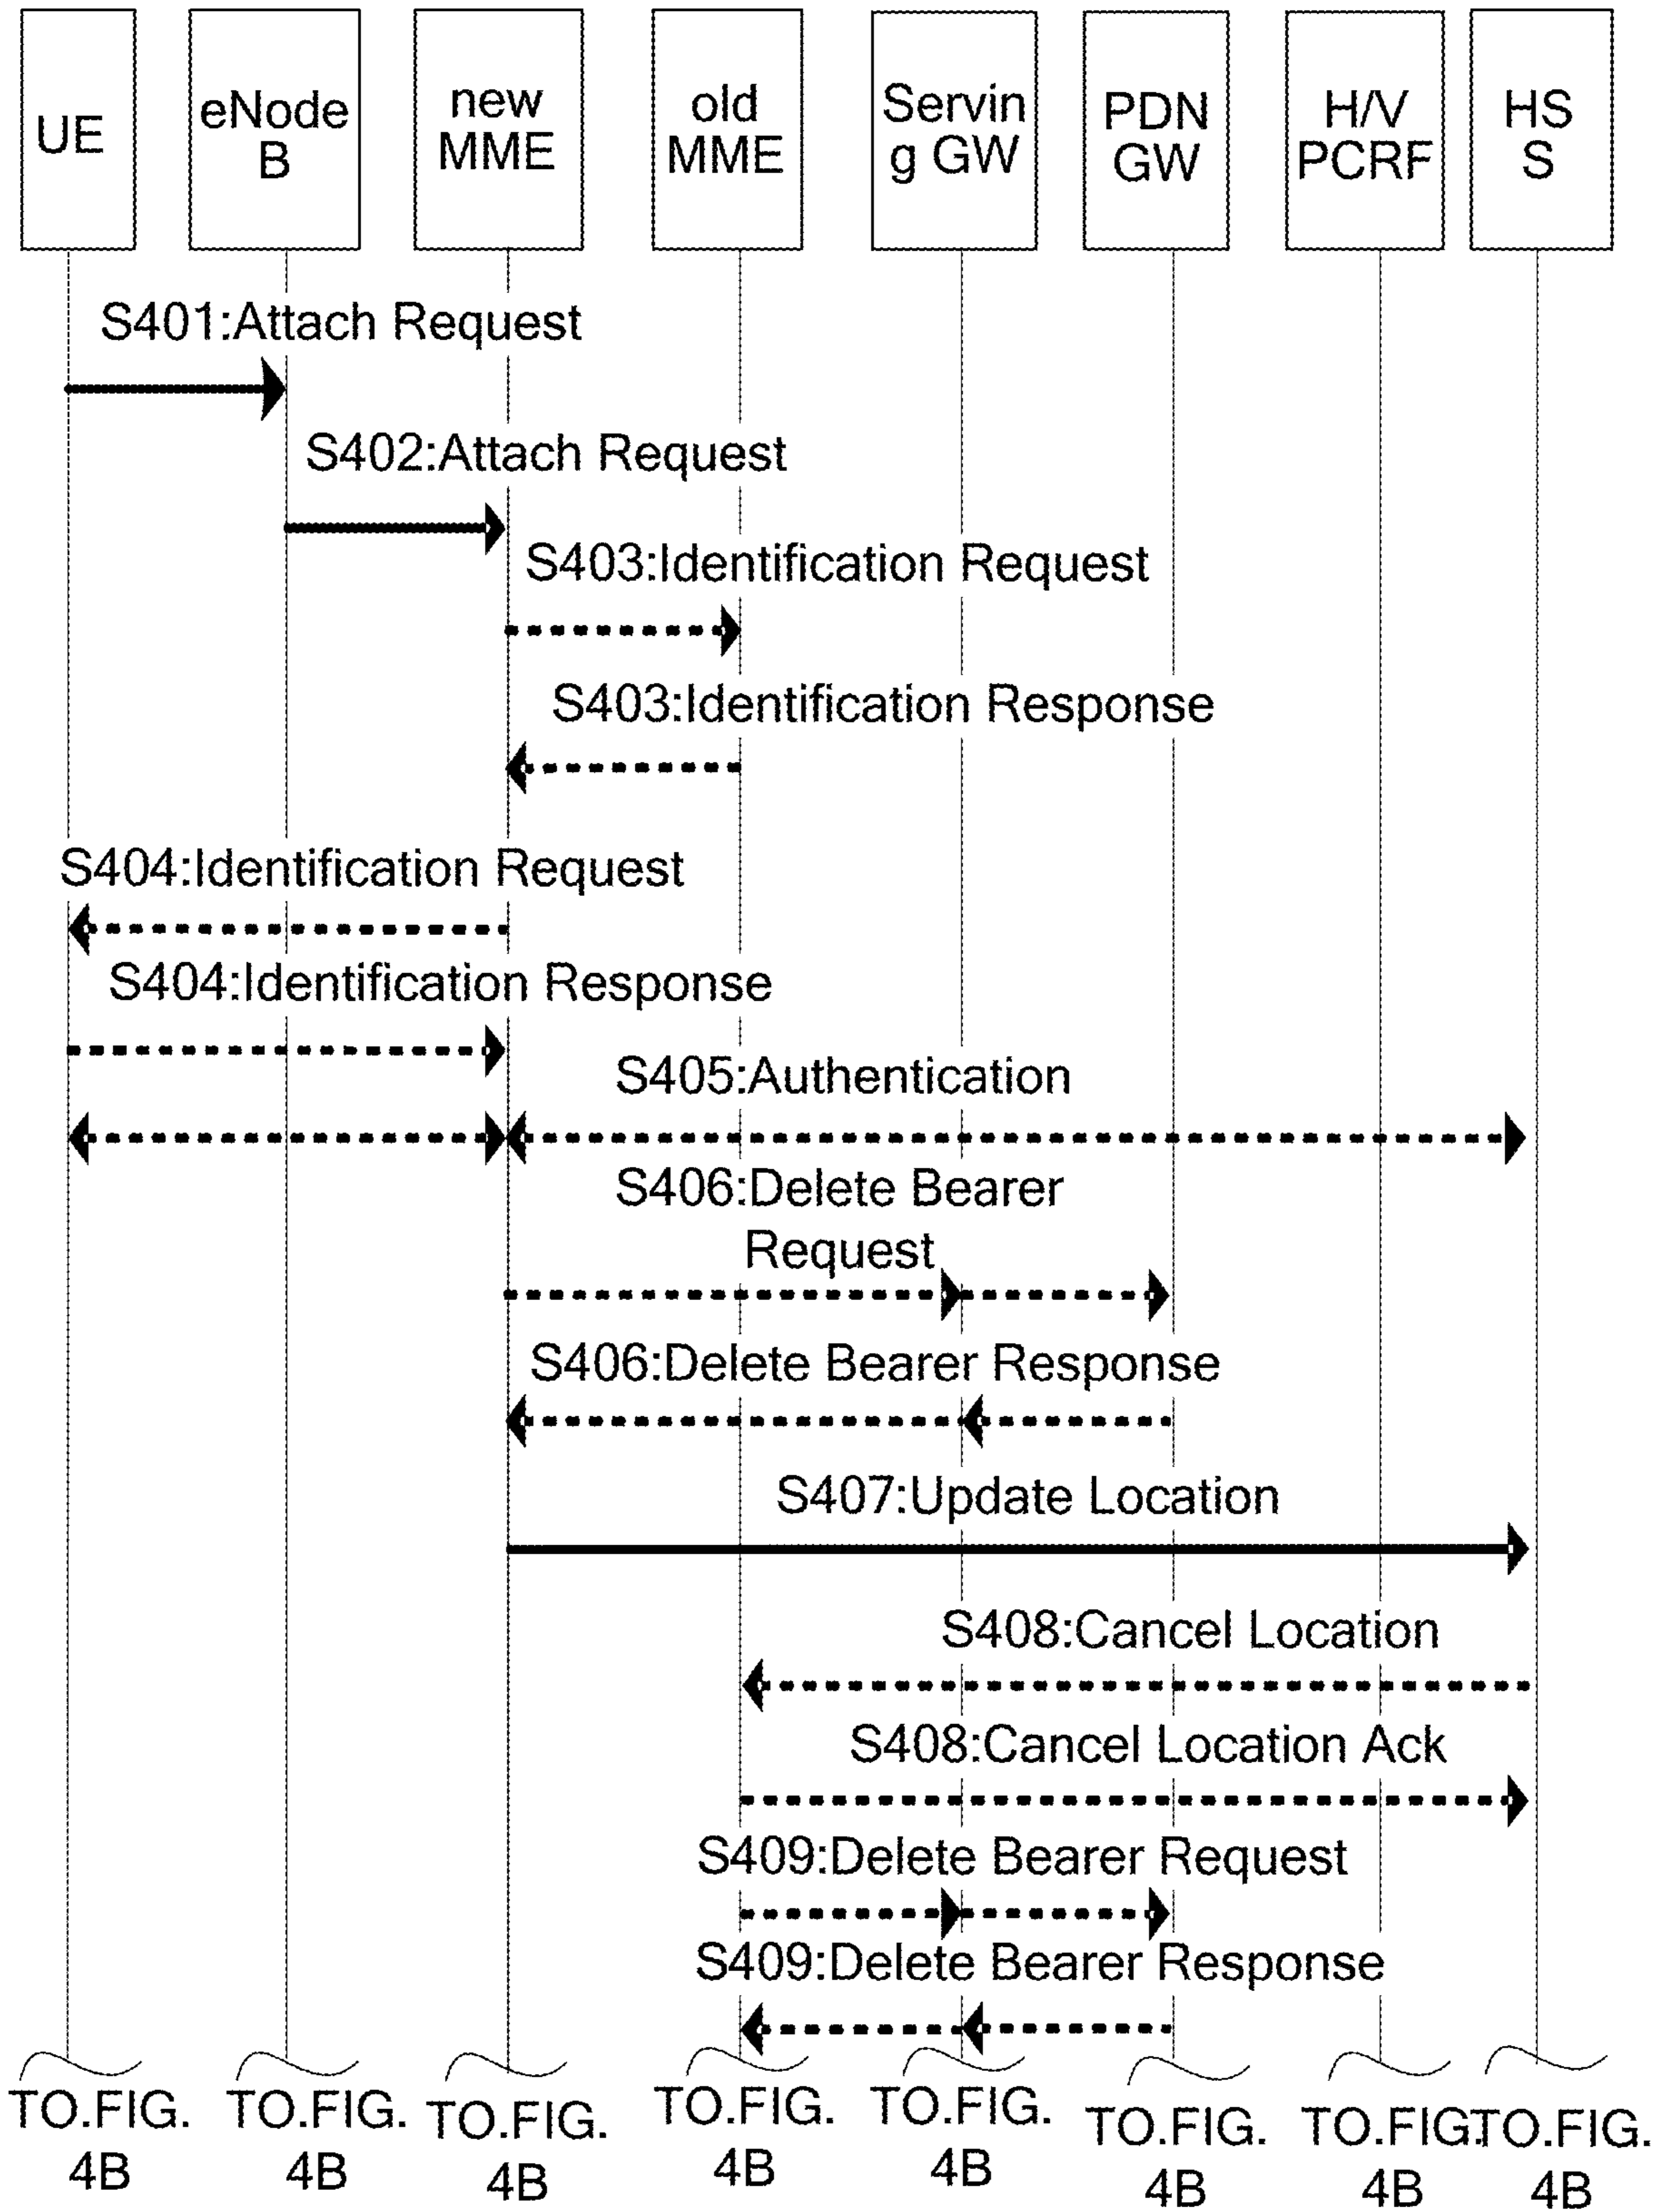 UE
eNode
B
new
MME
old
MME
Servin
g GW
PDN
GW
H/V
PCRF
HS
S
S401:Attach Request
S402:Attach Request
S403:Identification Request
S403:Identification Response
S404:Identification Request
S404:Identification Response
S405:Authentication
S406:Delete Bearer
Request
S406:Delete Bearer Response
S407:Update Location
S408:Cancel Location
S408:Cancel Location Ack
S409:Delete Bearer Request
S409:Delete Bearer Response
TO.FIG.
4B
TO.FIG.
4B
TO.FIG.
4B
TO.FIG.
4B
TO.FIG.
4B
TO.FIG.
4B
TO.FIG.
4B
TO.FIG.
4B